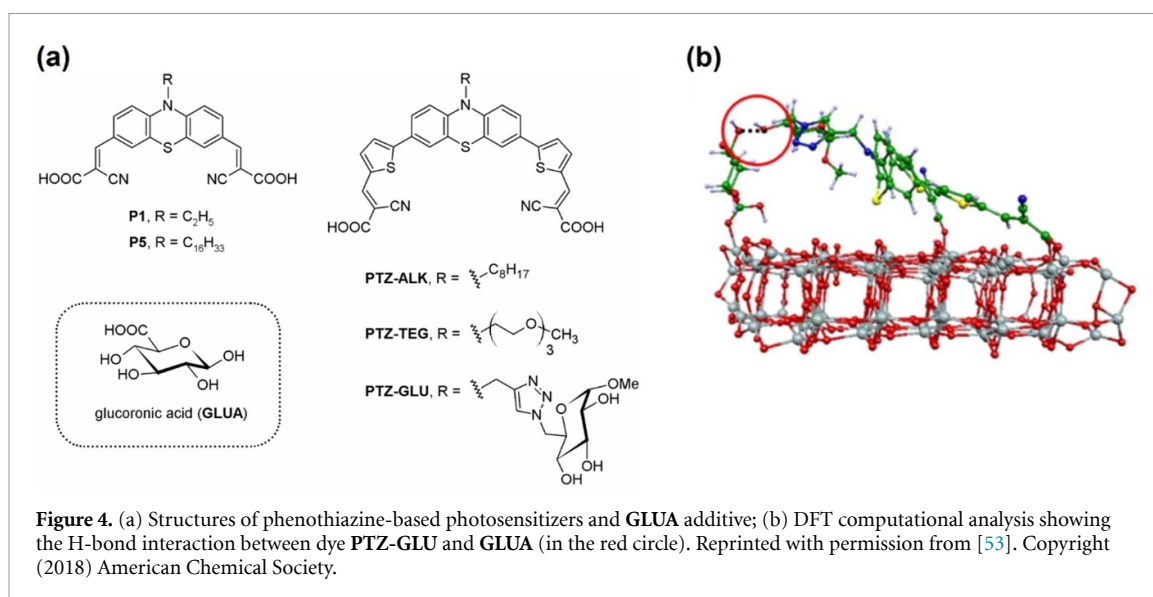 (a)
(b)
R
N
S
HOOC
CN
NC
COOH
P1, R = C₂H₅
P5, R = C₁₆H₃₃
R
N
S
S
S
CN
HOOC
NC
COOH
PTZ-ALK, R =
C₈H₁₇
PTZ-TEG, R =
O
CH₃
3
PTZ-GLU, R =
N
N
N
O
OMe
OH
OH
OH
HOOC
O
HO
OH
HO
OH
glucoronic acid (GLUA)
Figure 4. (a) Structures of phenothiazine-based photosensitizers and GLUA additive; (b) DFT computational analysis showing
the H-bond interaction between dye PTZ-GLU and GLUA (in the red circle). Reprinted with permission from [53]. Copyright
(2018) American Chemical Society.